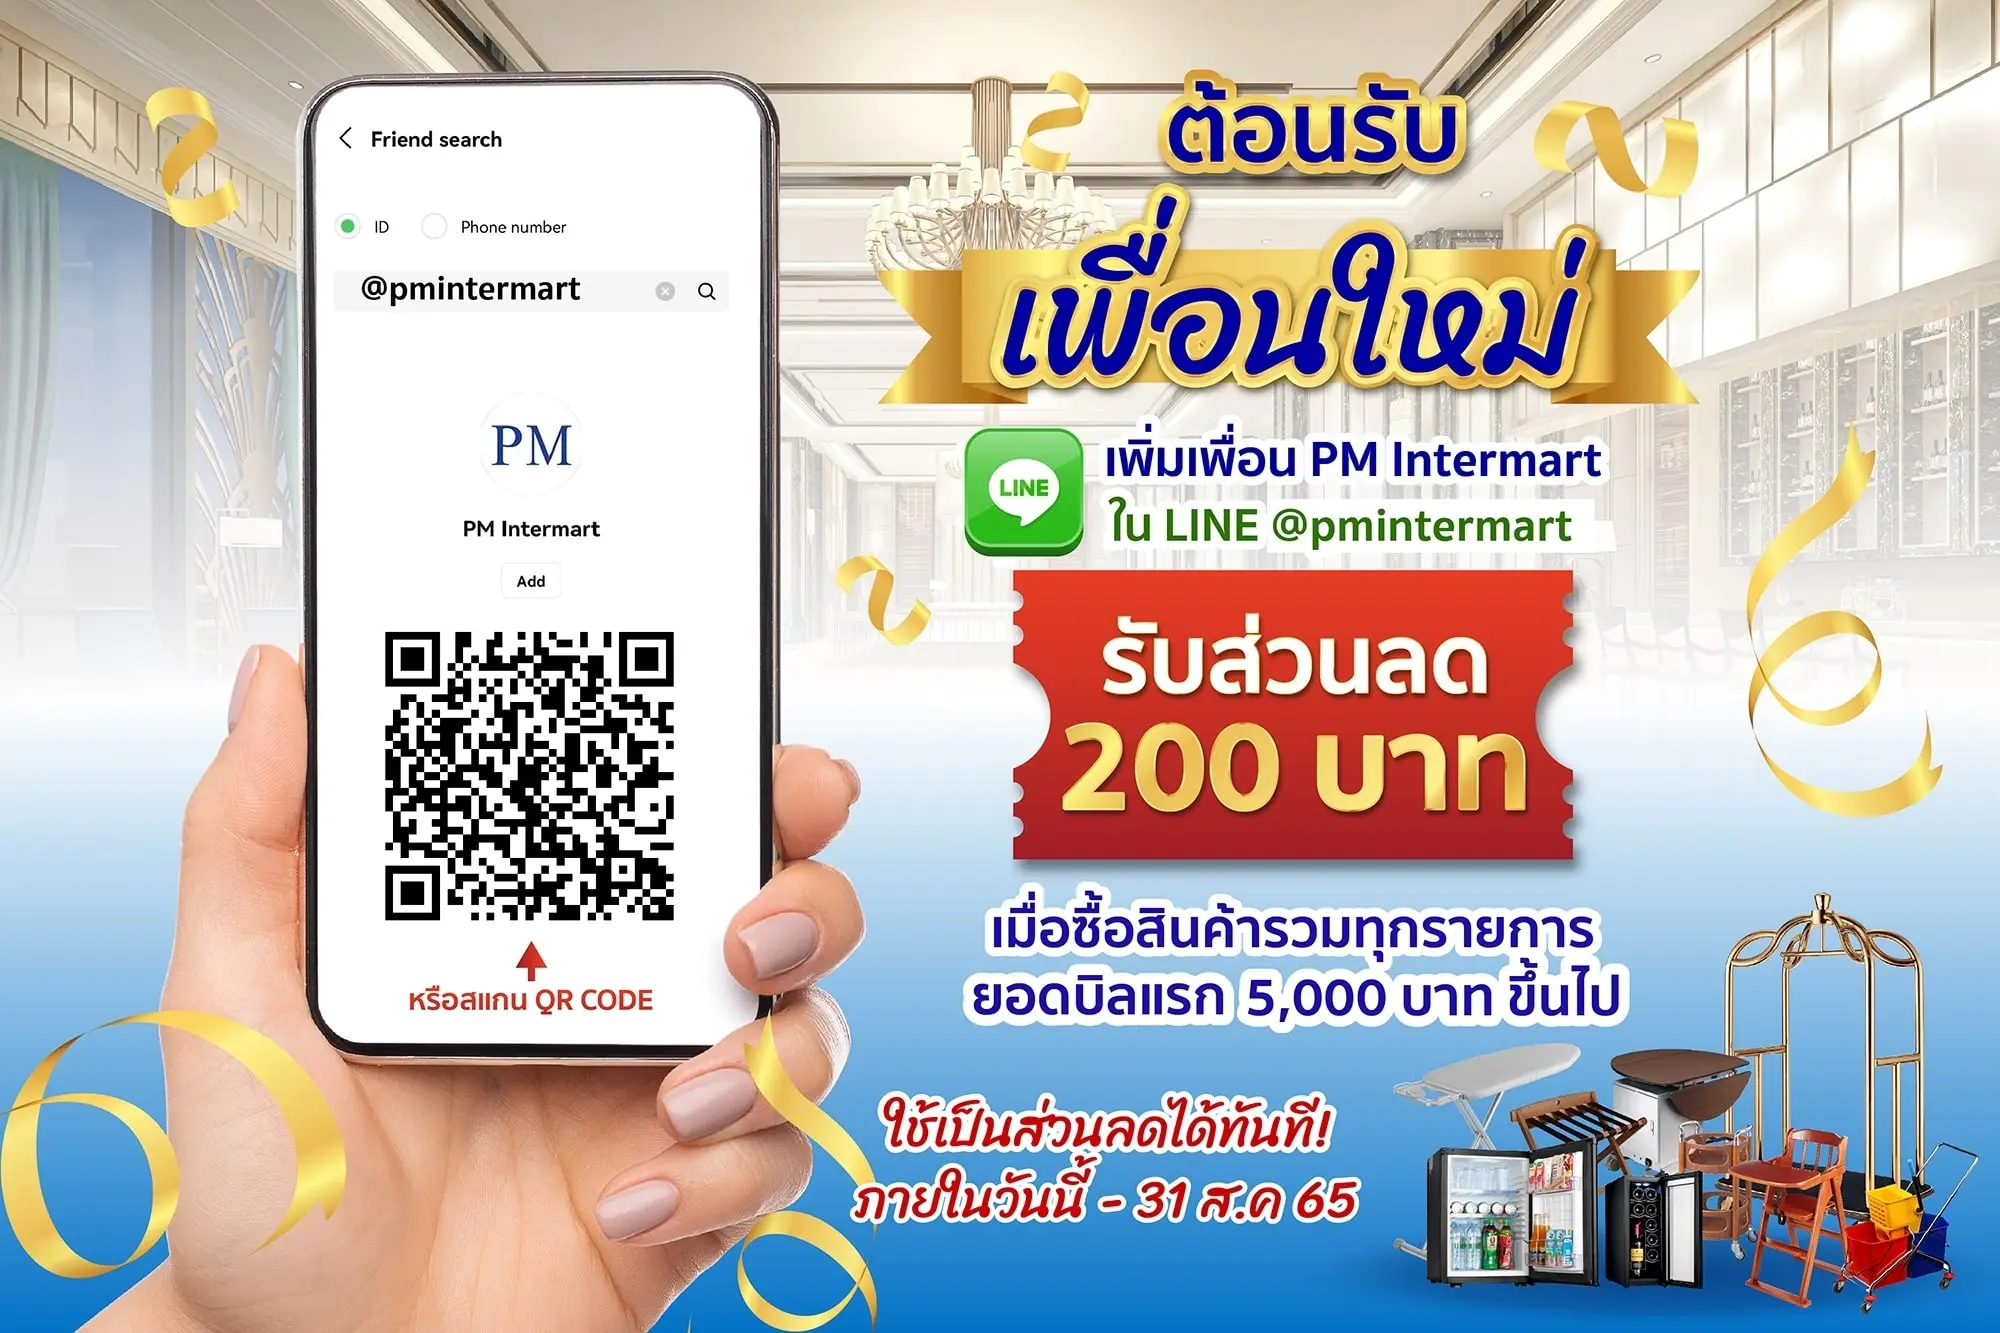 Friend search
ID
Phone number
@pmintermart
PM
PM Intermart
Add
หรือสแกน QR CODE
ต้อนรับ
เพื่อนใหม่
LINE
เพิ่มเพื่อน PM Intermart
ใน LINE @pmintermart
รับส่วนลด
200 บาท
เมื่อซื้อสินค้ารวมทุกรายการ
ยอดบิลแรก 5,000 บาท ขึ้นไป
ใช้เป็นส่วนลดได้ทันที!
ภายในวันนี้ - 31 ส.ค 65